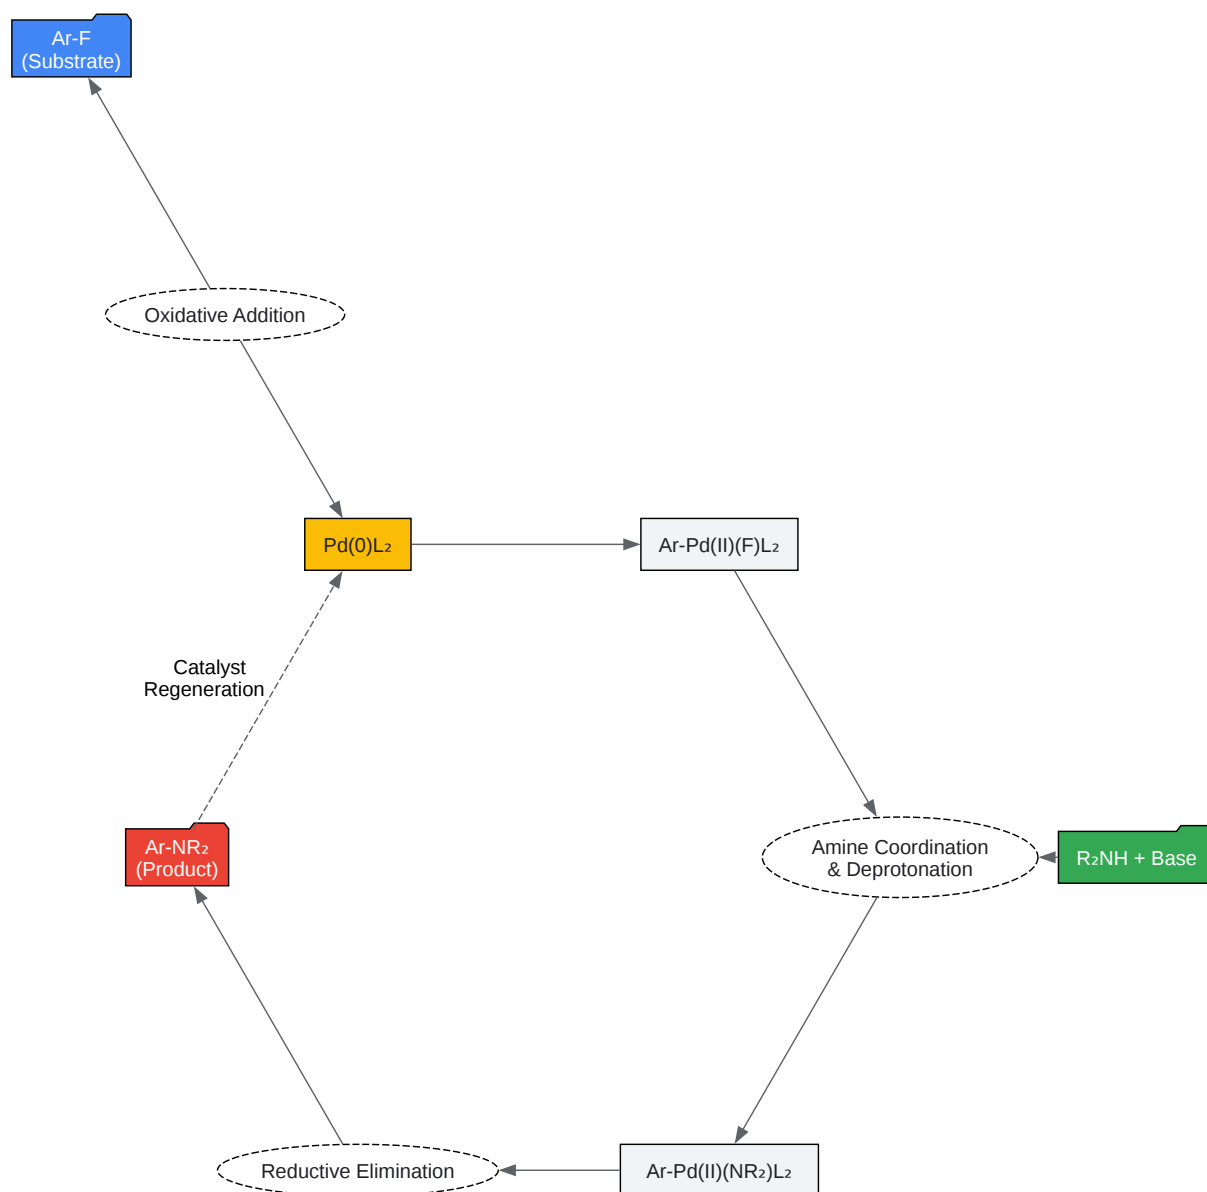 Ar-F
(Substrate)
Oxidative Addition
Pd(0)L₂
Ar-Pd(II)(F)L₂
Catalyst
Regeneration
Ar-NR₂
(Product)
Amine Coordination
& Deprotonation
R₂NH + Base
Reductive Elimination
Ar-Pd(II)(NR₂)L₂